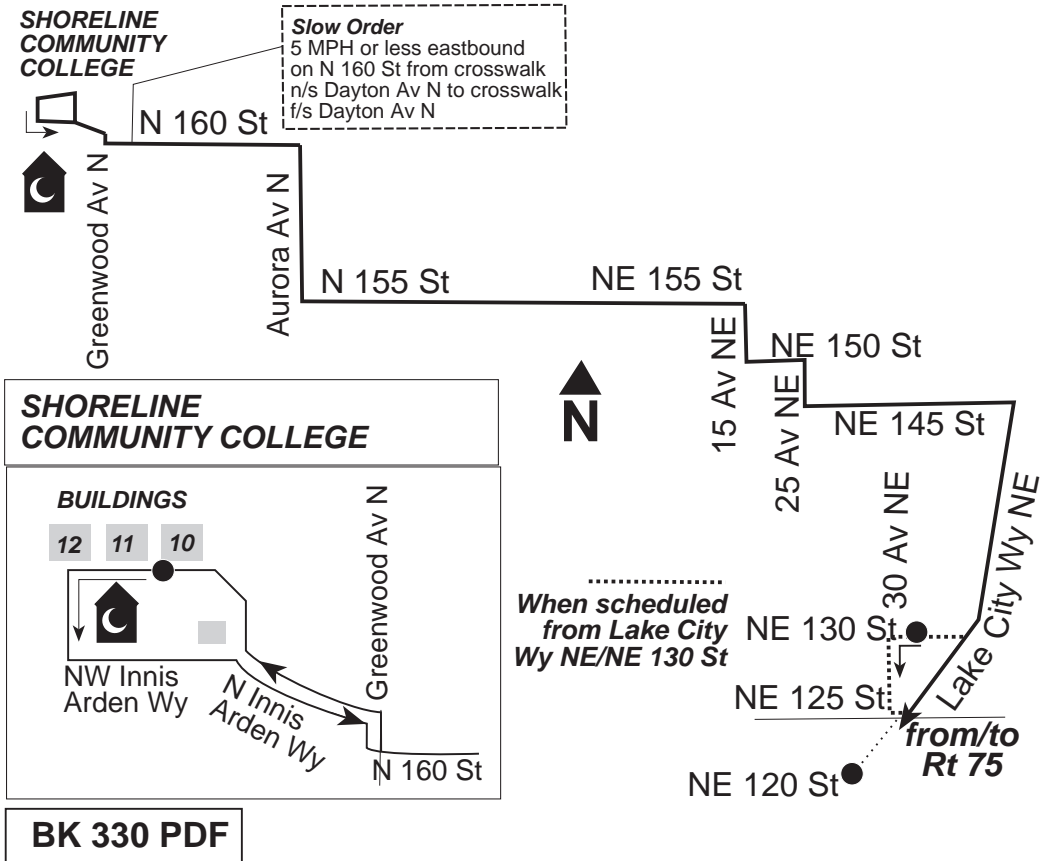 SHORELINE
COMMUNITY
COLLEGE
Slow Order
5 MPH or less eastbound
on N 160 St from crosswalk
n/s Dayton Av N to crosswalk
f/s Dayton Av N
N 160 St
Greenwood Av N
Aurora Av N
N 155 St
NE 155 St
15 Av NE
NE 150 St
25 Av NE
NE 145 St
N
30 Av NE
Lake City Wy NE
When scheduled
from Lake City
Wy NE/NE 130 St
NE 130 St
NE 125 St
from/to
Rt 75
NE 120 St
SHORELINE
COMMUNITY COLLEGE
BUILDINGS
12 11 10
Greenwood Av N
NW Innis
Arden Wy
N Innis
Arden Wy
N 160 St
BK 330 PDF